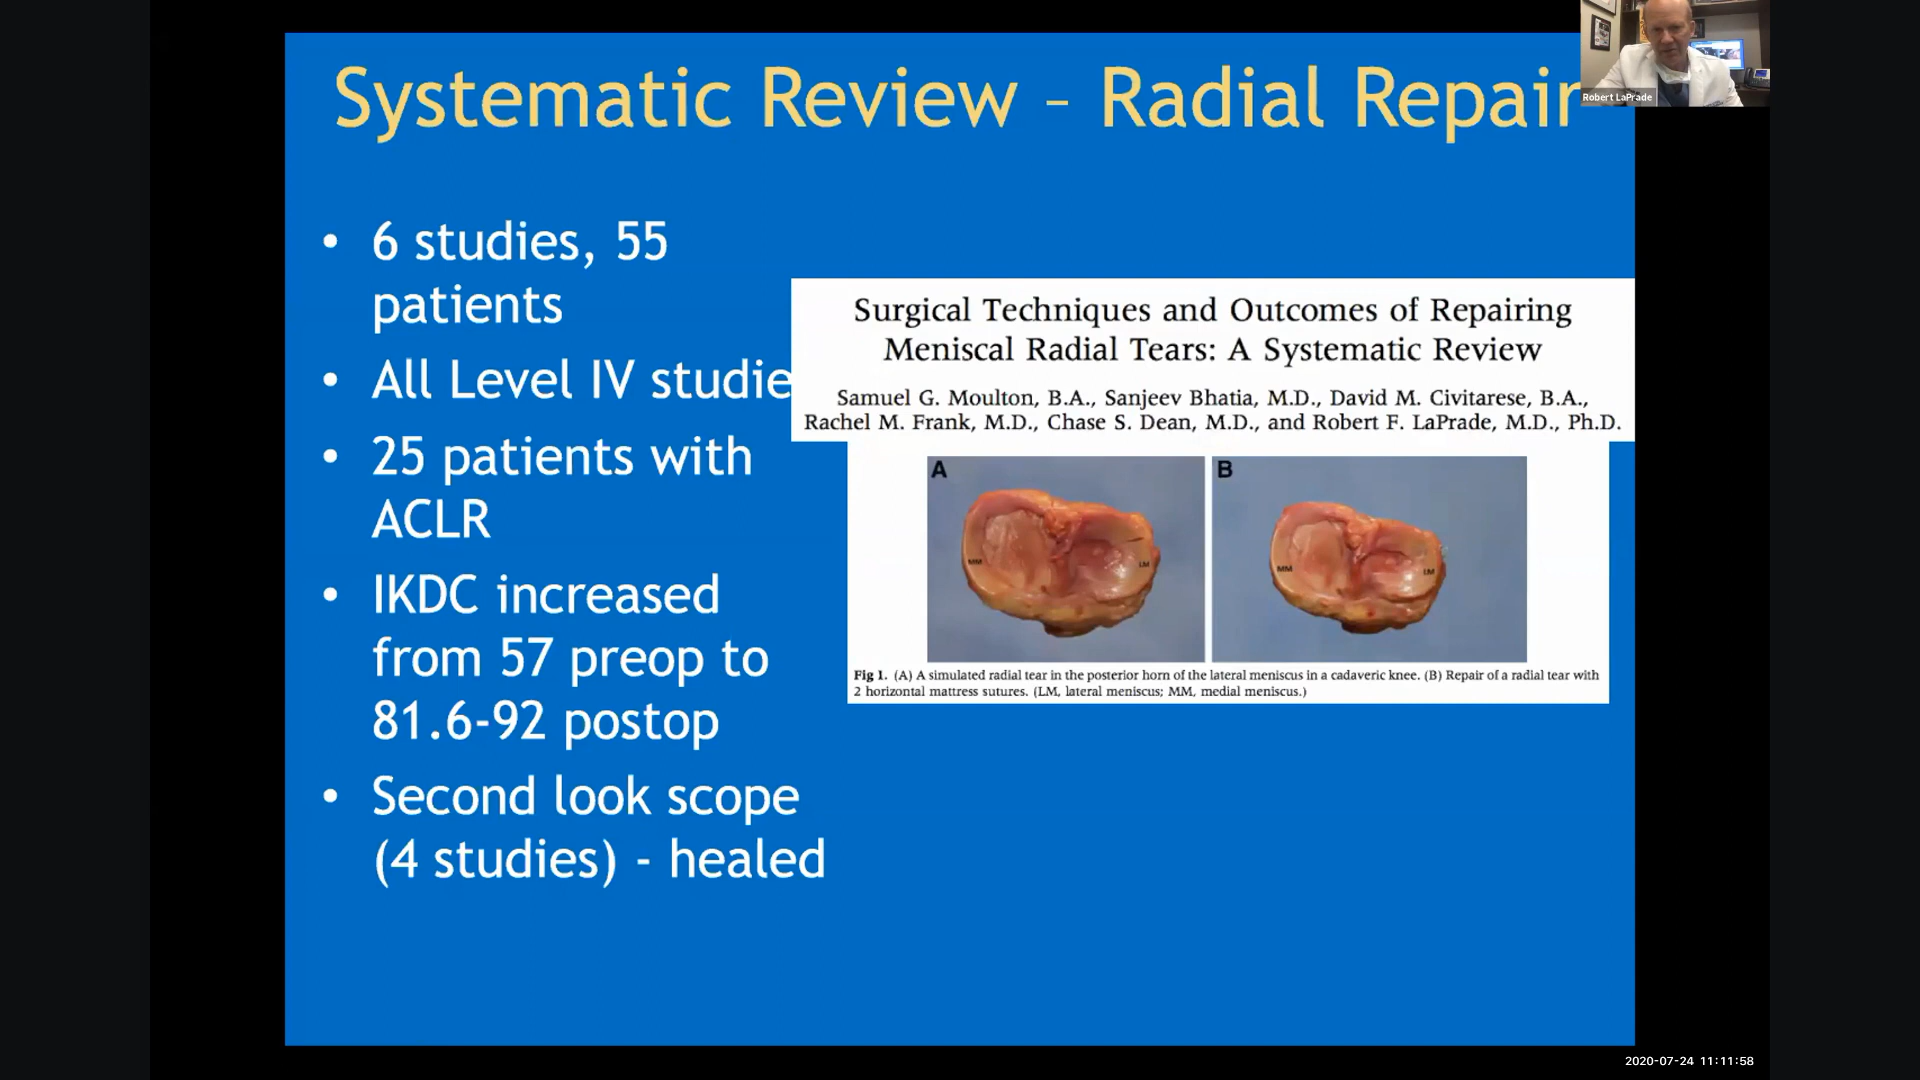 Systematic Review – Radial Repair
Robert LaPrade
• 6 studies, 55
patients
• All Level IV studie
• 25 patients with
ACLR
• IKDC increased
from 57 preop to
81.6-92 postop
• Second look scope
(4 studies) - healed
Surgical Techniques and Outcomes of Repairing
Meniscal Radial Tears: A Systematic Review
Samuel G. Moulton, B.A., Sanjeev Bhatia, M.D., David M. Civitarese, B.A.,
Rachel M. Frank, M.D., Chase S. Dean, M.D., and Robert F. LaPrade, M.D., Ph.D.
A
B
MM
LM
MM
LM
Fig 1. (A) A simulated radial tear in the posterior horn of the lateral meniscus in a cadaveric knee. (B) Repair of a radial tear with
2 horizontal mattress sutures. (LM, lateral meniscus; MM, medial meniscus.)
2020-07-24 11:11:58